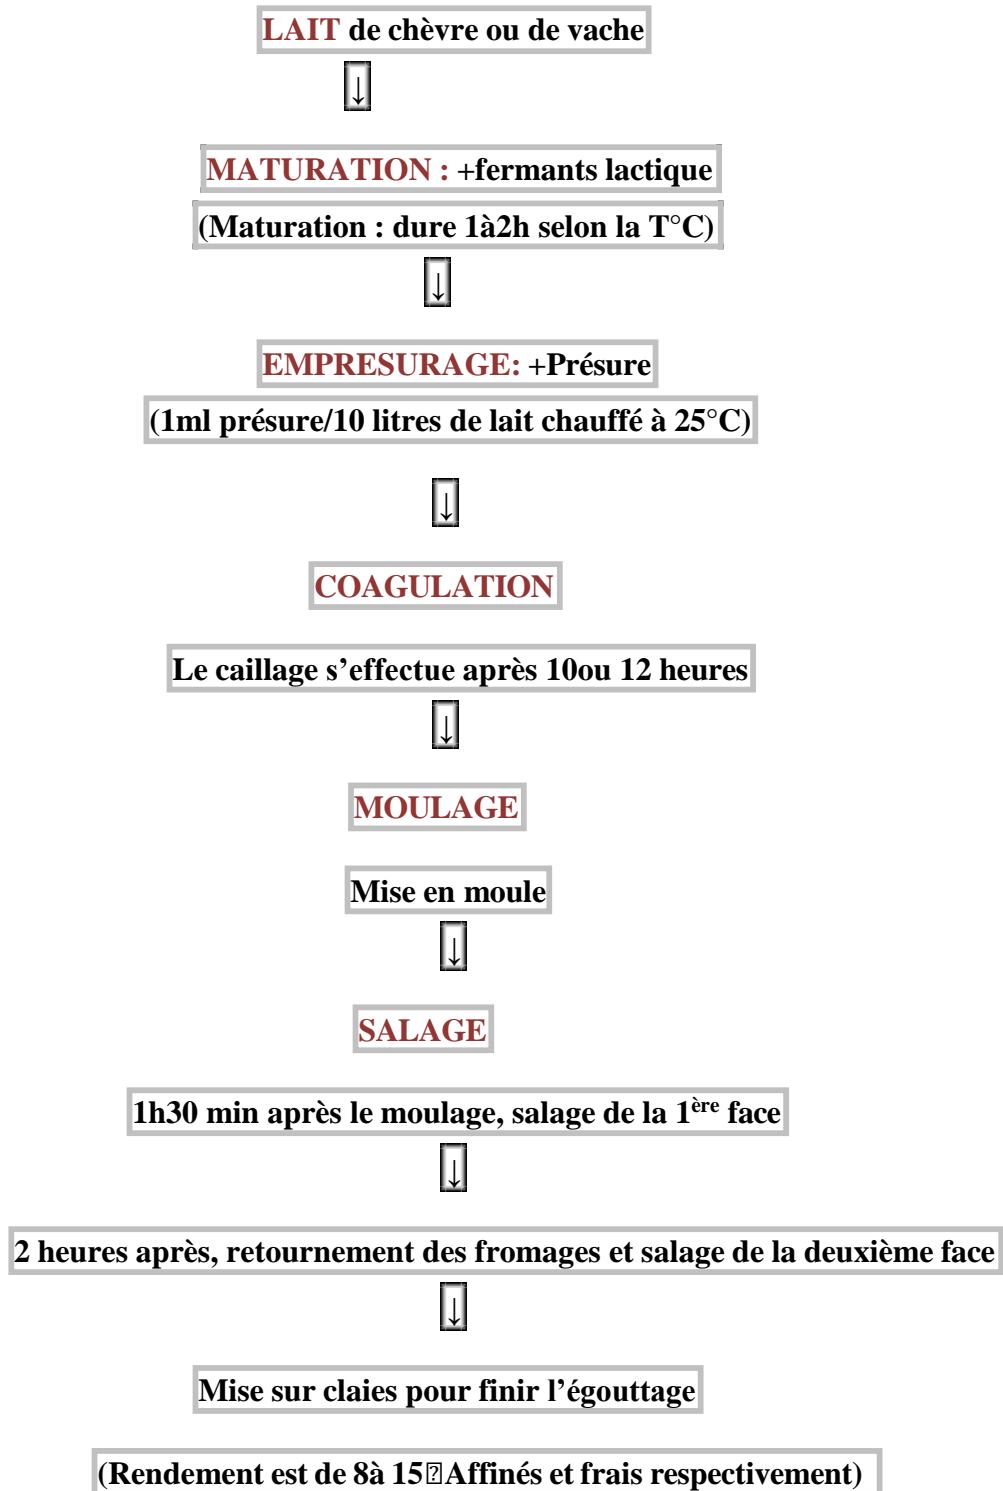 LAIT de chèvre ou de vache
↓
MATURATION : +fermants lactique
(Maturation : dure 1à2h selon la T°C)
↓
EMPRESURAGE: +Présure
(1ml présure/10 litres de lait chauffé à 25°C)
↓
COAGULATION
Le caillage s’effectue après 10ou 12 heures
↓
MOULAGE
Mise en moule
↓
SALAGE
1h30 min après le moulage, salage de la 1ère face
↓
2 heures après, retournement des fromages et salage de la deuxième face
↓
Mise sur claies pour finir l’égouttage
(Rendement est de 8à 15⍰Affinés et frais respectivement)